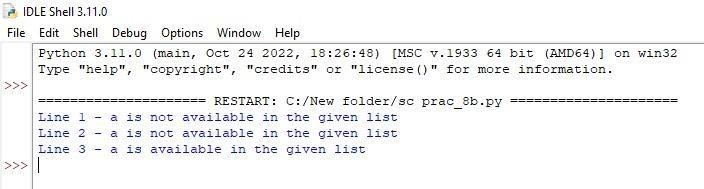 IDLE Shell 3.11.0
File Edit Shell Debug Options Window Help
Python 3.11.0 (main, Oct 24 2022, 18:26:48) [MSC v.1933 64 bit (AMD64)] on win32
Type "help", "copyright", "credits" or "license()" for more information.
>>>
===================== RESTART: C:/New folder/sc prac_8b.py =====================
Line 1 - a is not available in the given list
Line 2 - a is not available in the given list
Line 3 - a is available in the given list
>>>